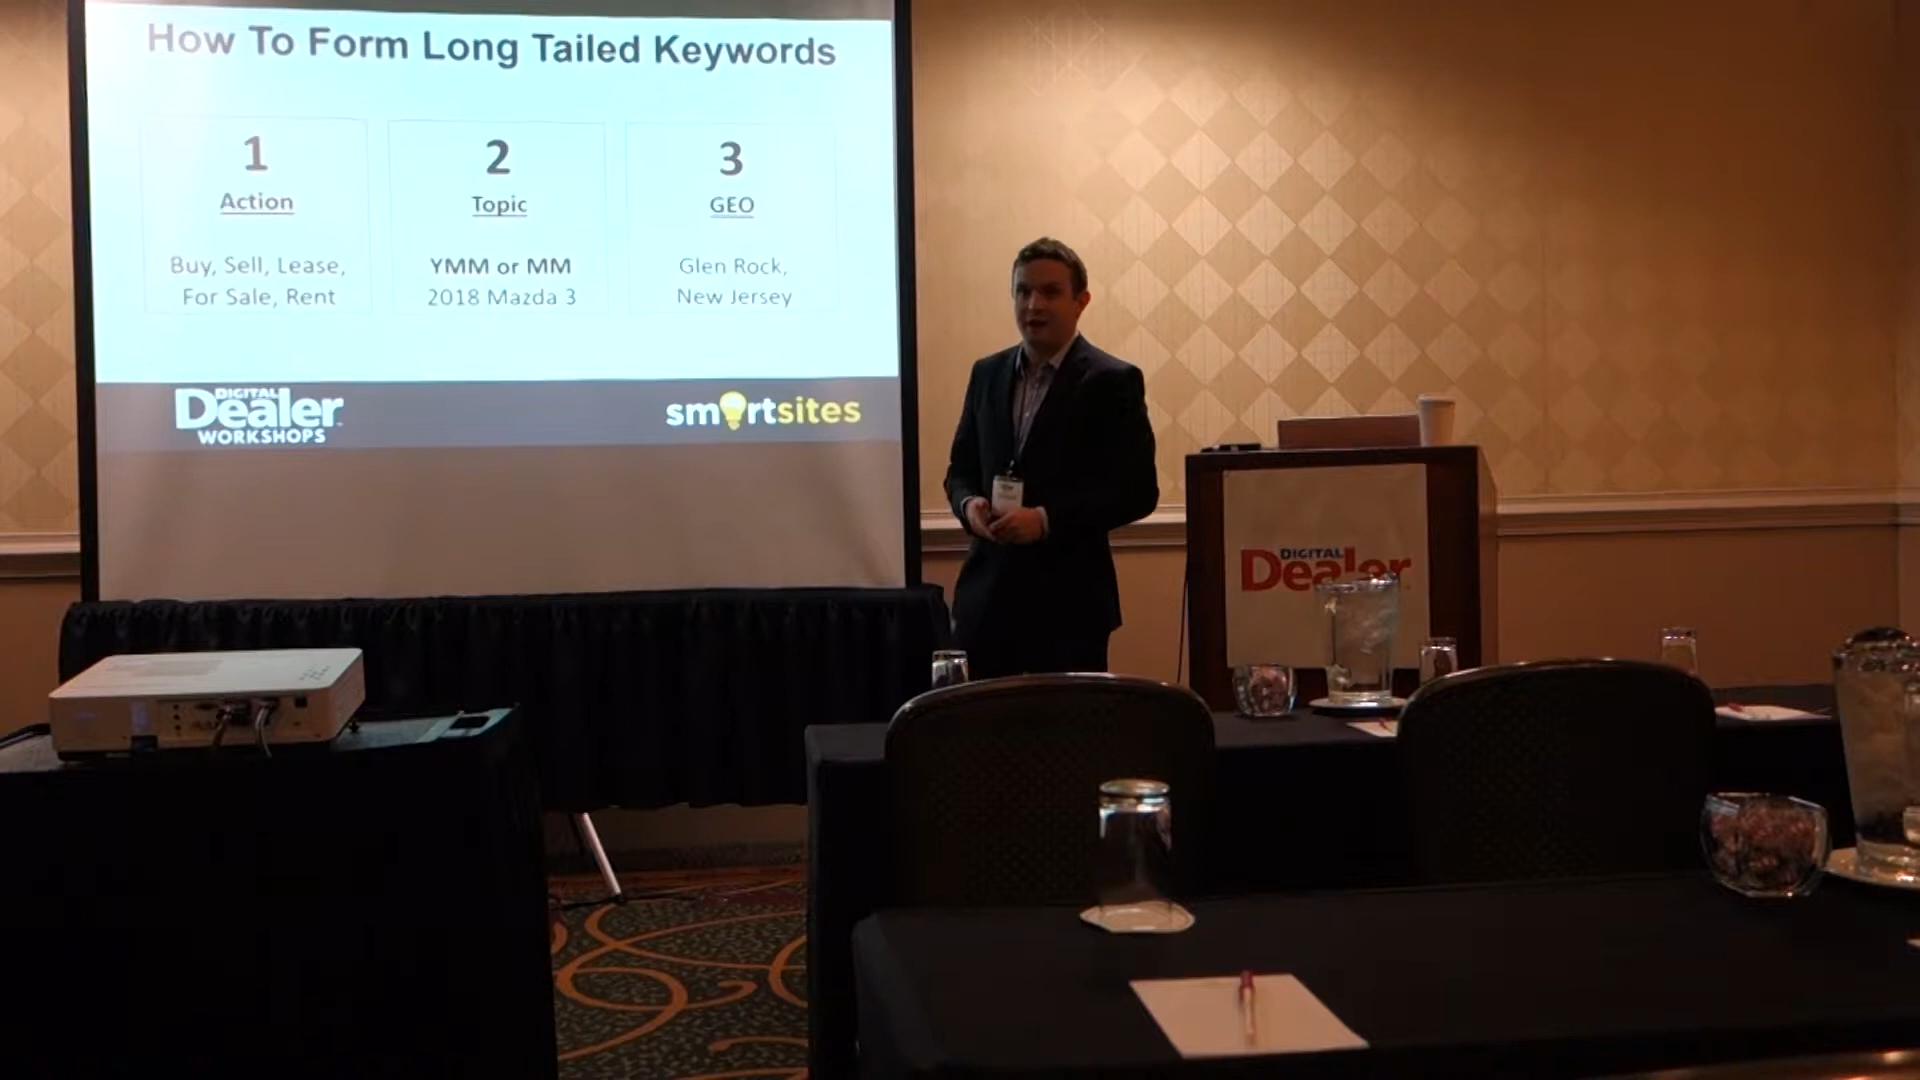 How To Form Long Tailed Keywords
1
Action
Buy, Sell, Lease,
For Sale, Rent
2
Topic
YMM or MM
2018 Mazda 3
3
GEO
Glen Rock,
New Jersey
DIGITAL
Dealer
WORKSHOPS
smartsites
DIGITAL
Dealer